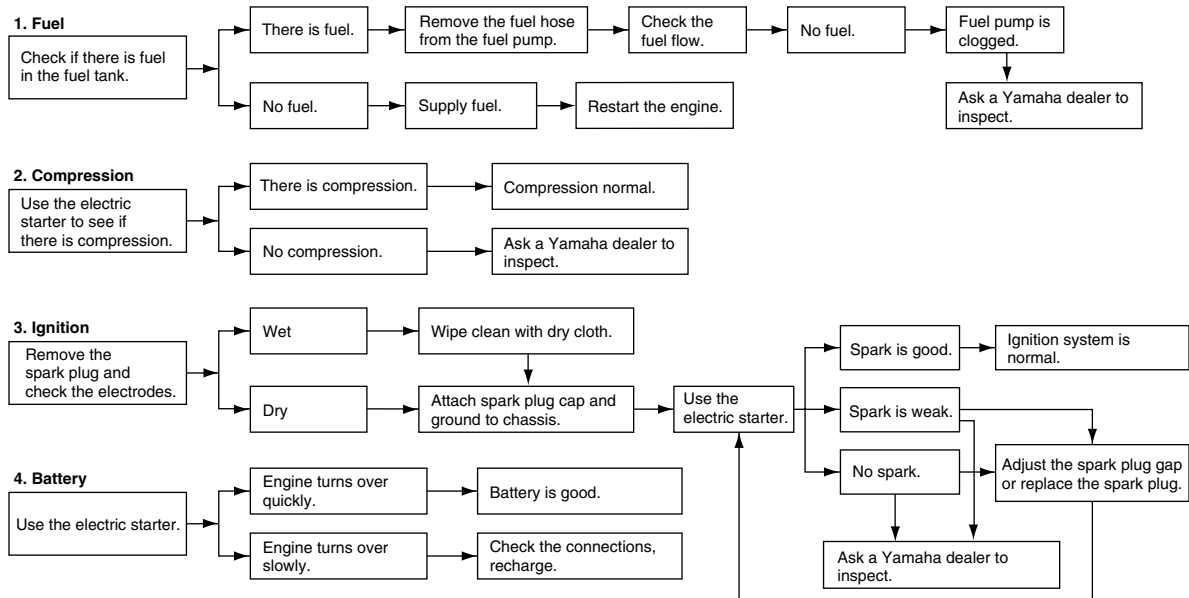 1. Fuel
Check if there is fuel
in the fuel tank.
There is fuel.
Remove the fuel hose
from the fuel pump.
Check the
fuel flow.
No fuel.
Fuel pump is
clogged.
Ask a Yamaha dealer to
inspect.
No fuel.
Supply fuel.
Restart the engine.
2. Compression
Use the electric
starter to see if
there is compression.
There is compression.
Compression normal.
No compression.
Ask a Yamaha dealer to
inspect.
3. Ignition
Remove the
spark plug and
check the electrodes.
Wet
Wipe clean with dry cloth.
Dry
Attach spark plug cap and
ground to chassis.
Use the
electric starter.
Spark is good.
Ignition system is
normal.
Spark is weak.
No spark.
Adjust the spark plug gap
or replace the spark plug.
Ask a Yamaha dealer to
inspect.
4. Battery
Use the electric starter.
Engine turns over
quickly.
Battery is good.
Engine turns over
slowly.
Check the connections,
recharge.